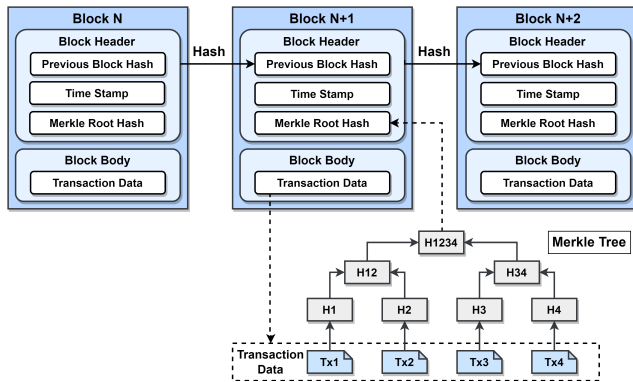 Block N
Block Header
Previous Block Hash
Time Stamp
Merkle Root Hash
Block Body
Transaction Data
Hash
Block N+1
Block Header
Previous Block Hash
Time Stamp
Merkle Root Hash
Block Body
Transaction Data
Hash
Block N+2
Block Header
Previous Block Hash
Time Stamp
Merkle Root Hash
Block Body
Transaction Data
H1234
Merkle Tree
H12
H34
H1
H2
H3
H4
Transaction
Data
Tx1
Tx2
Tx3
Tx4